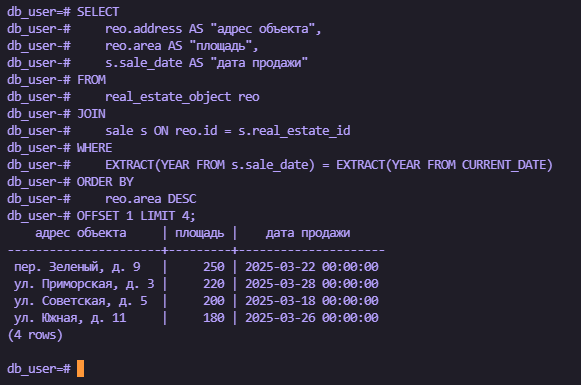 db_user=# SELECT
db_user-#     reo.address AS "адрес объекта",
db_user-#     reo.area AS "площадь",
db_user-#     s.sale_date AS "дата продажи"
db_user-# FROM
db_user-#     real_estate_object reo
db_user-# JOIN
db_user-#     sale s ON reo.id = s.real_estate_id
db_user-# WHERE
db_user-#     EXTRACT(YEAR FROM s.sale_date) = EXTRACT(YEAR FROM CURRENT_DATE)
db_user-# ORDER BY
db_user-#     reo.area DESC
db_user-# OFFSET 1 LIMIT 4;
    адрес объекта     | площадь |    дата продажи
----------------------+---------+---------------------
 пер. Зеленый, д. 9   |     250 | 2025-03-22 00:00:00
 ул. Приморская, д. 3 |     220 | 2025-03-28 00:00:00
 ул. Советская, д. 5  |     200 | 2025-03-18 00:00:00
 ул. Южная, д. 11     |     180 | 2025-03-26 00:00:00
(4 rows)
db_user=#